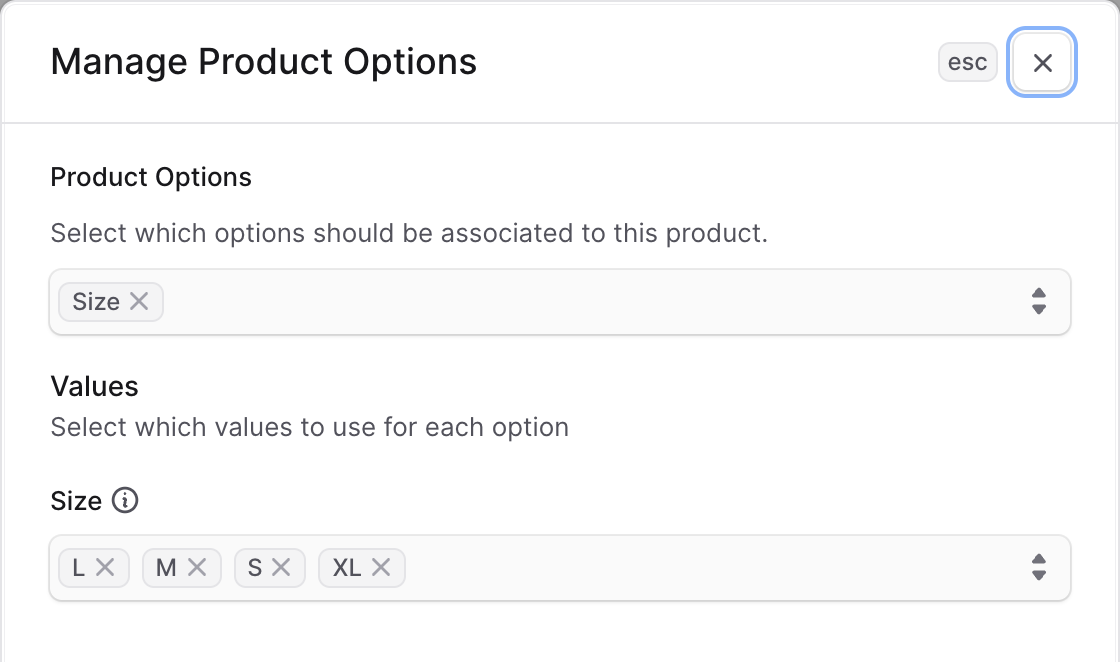 Manage Product Options esc
Product Options
Select which options should be associated to this product.
Size
Values
Select which values to use for each option
Size
L M S XL